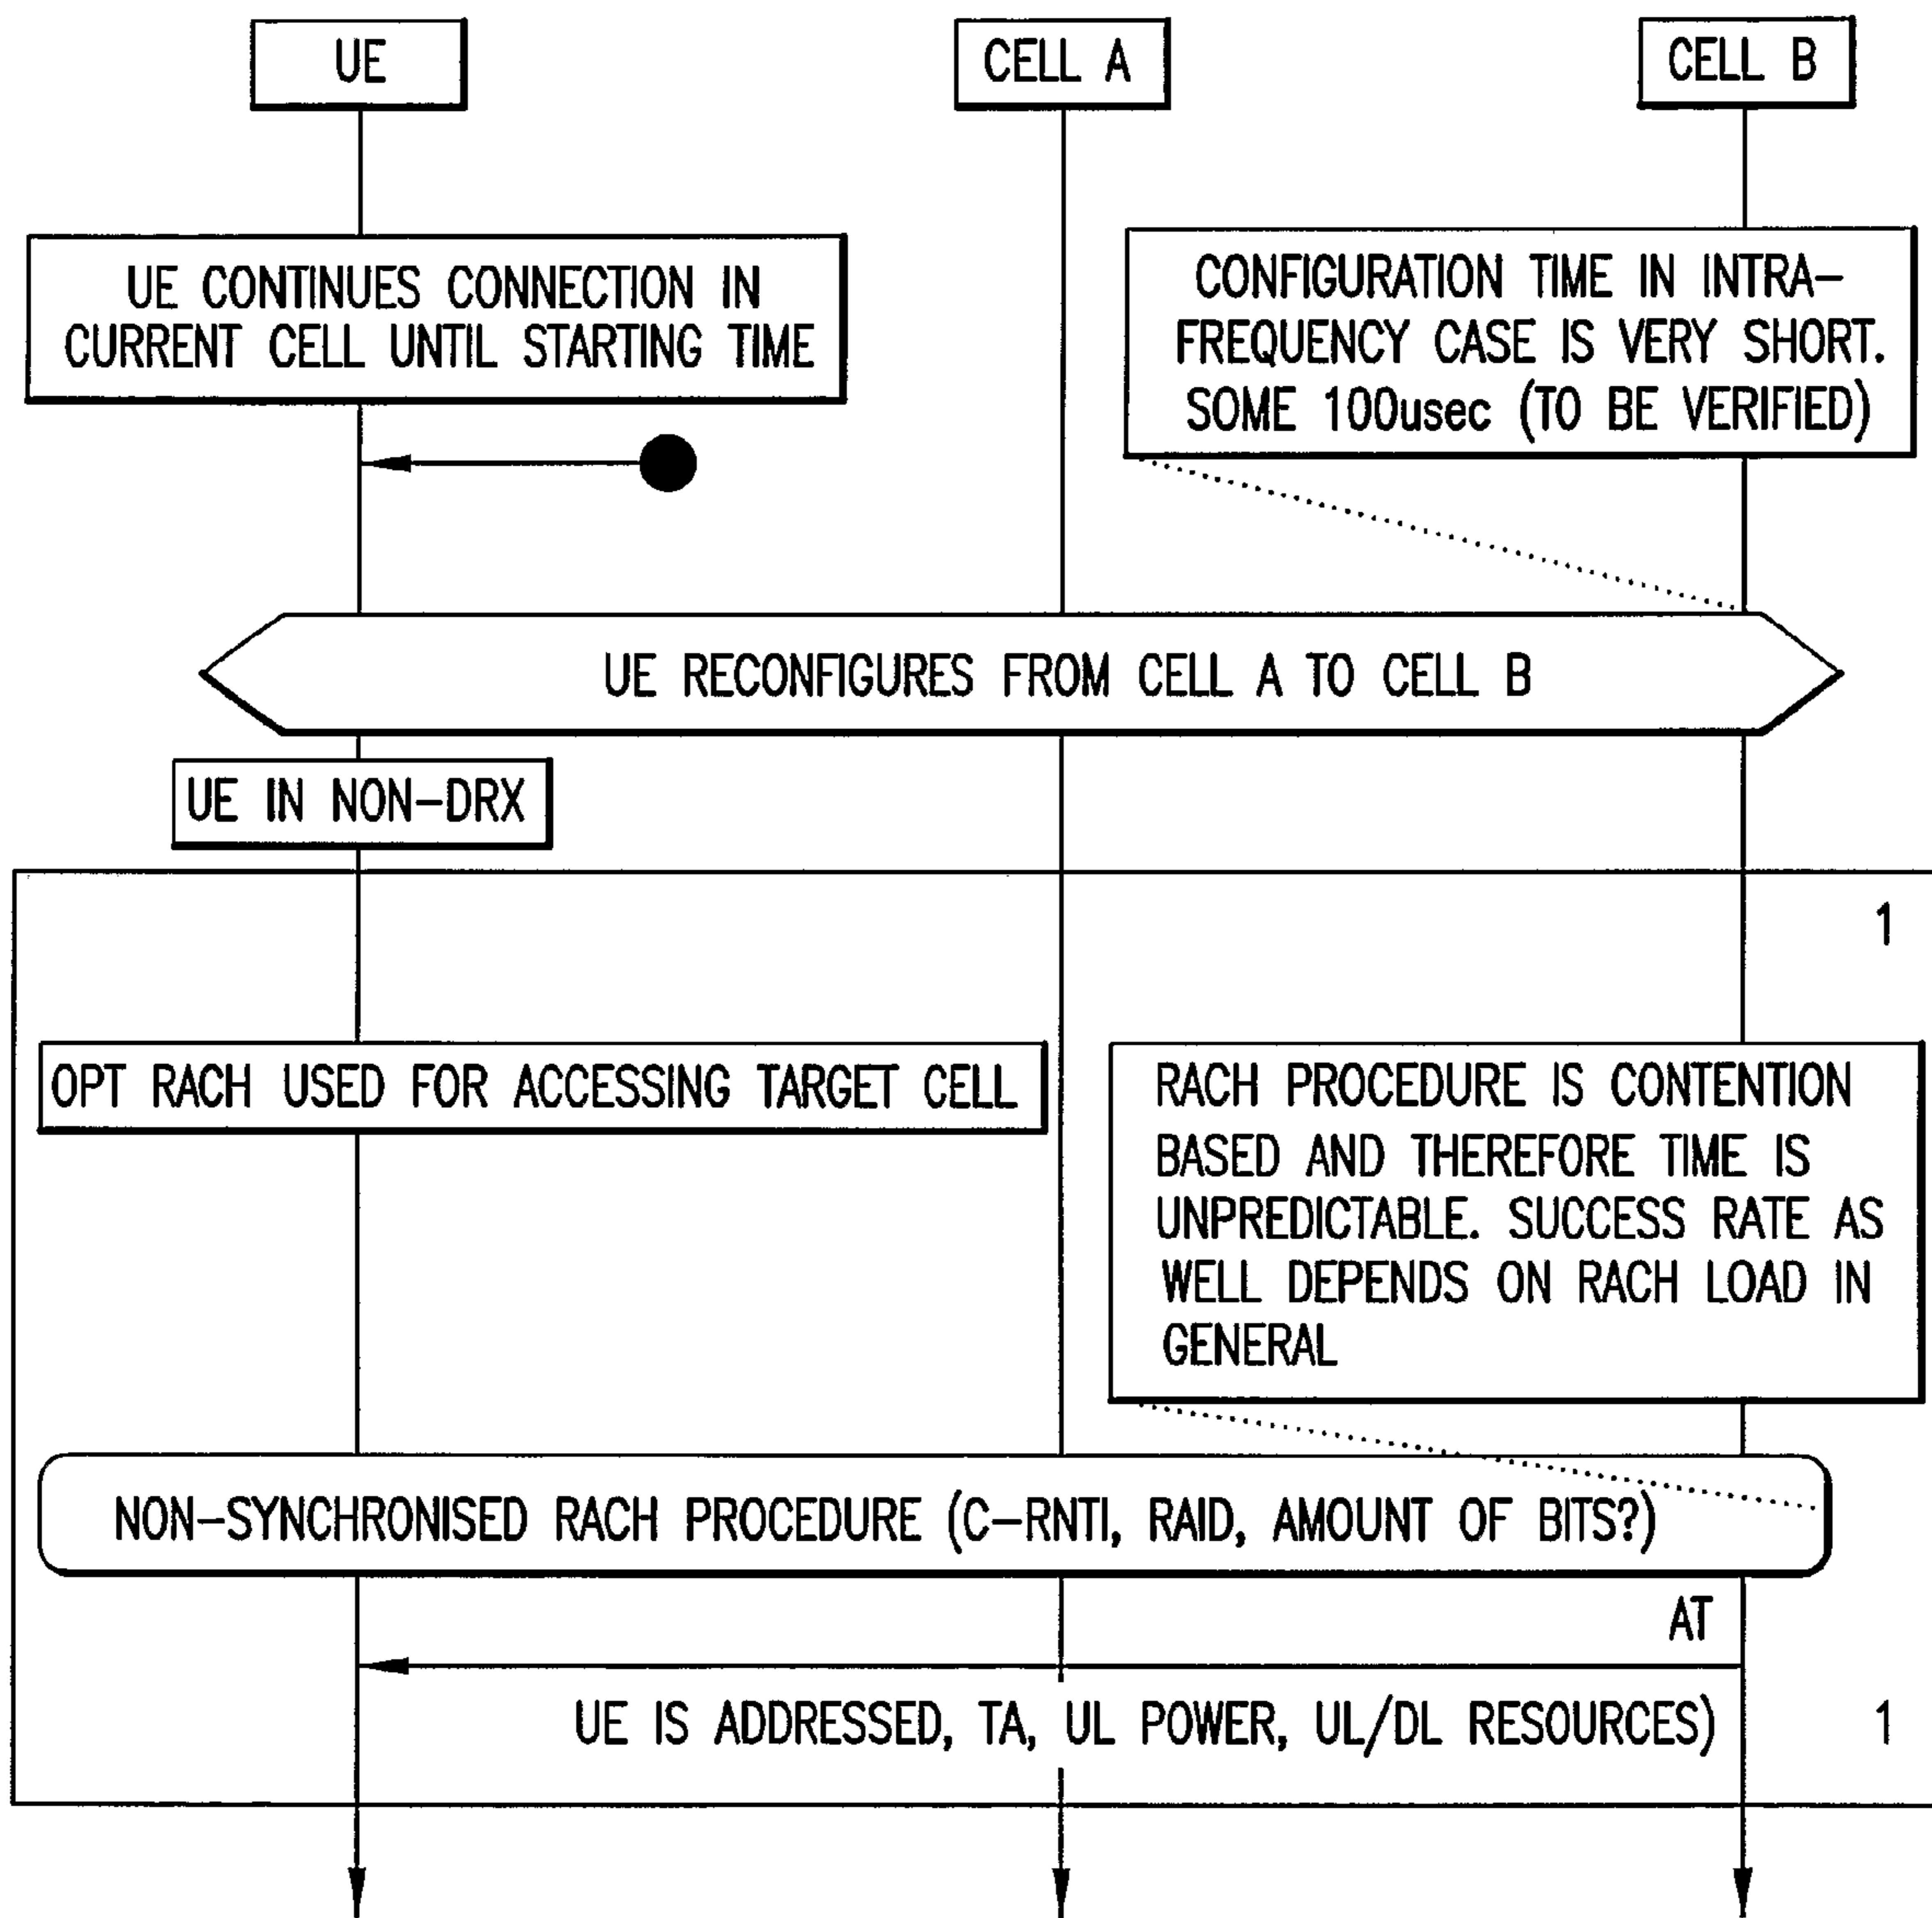 UE
CELL A
CELL B
UE CONTINUES CONNECTION IN
CURRENT CELL UNTIL STARTING TIME
CONFIGURATION TIME IN INTRA-
FREQUENCY CASE IS VERY SHORT.
SOME 100usec (TO BE VERIFIED)
UE RECONFIGURES FROM CELL A TO CELL B
UE IN NON-DRX
1
OPT RACH USED FOR ACCESSING TARGET CELL
RACH PROCEDURE IS CONTENTION
BASED AND THEREFORE TIME IS
UNPREDICTABLE. SUCCESS RATE AS
WELL DEPENDS ON RACH LOAD IN
GENERAL
NON-SYNCHRONISED RACH PROCEDURE (C-RNTI, RAID, AMOUNT OF BITS?)
AT
UE IS ADDRESSED, TA, UL POWER, UL/DL RESOURCES)
1